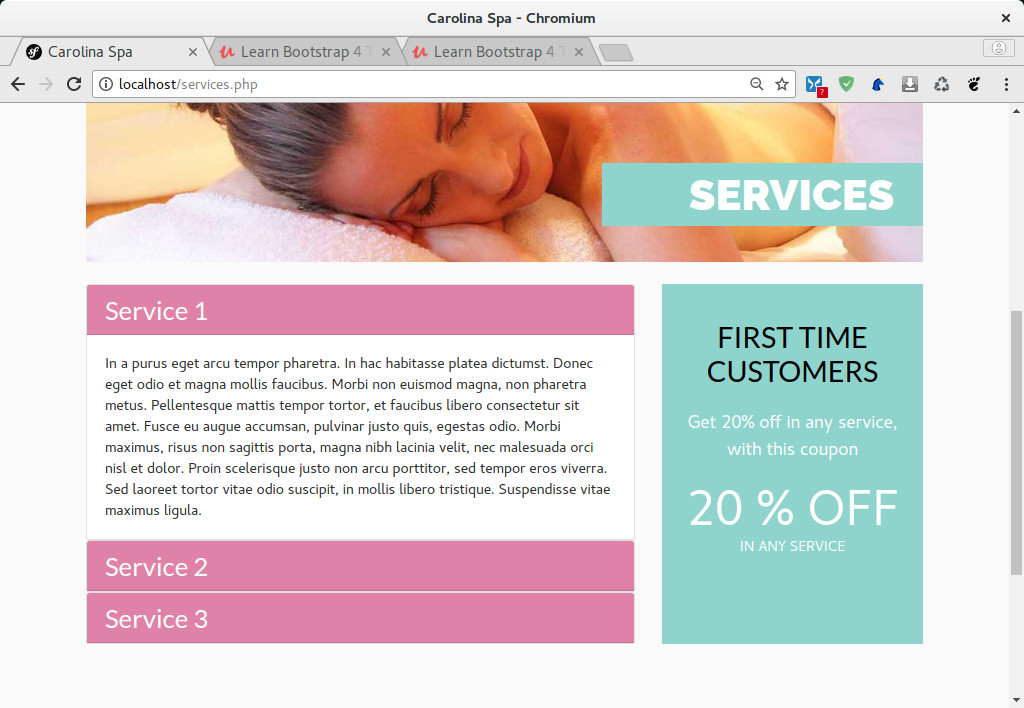 Carolina Spa - Chromium
Carolina Spa
Learn Bootstrap 4 T
Learn Bootstrap 4 T
localhost/services.php
?
SERVICES
Service 1
In a purus eget arcu tempor pharetra. In hac habitasse platea dictumst. Donec
eget odio et magna mollis faucibus. Morbi non euismod magna, non pharetra
metus. Pellentesque mattis tempor tortor, et faucibus libero consectetur sit
amet. Fusce eu augue accumsan, pulvinar justo quis, egestas odio. Morbi
maximus, risus non sagittis porta, magna nibh lacinia velit, nec malesuada orci
nisl et dolor. Proin scelerisque justo non arcu porttitor, sed tempor eros viverra.
Sed laoreet tortor vitae odio suscipit, in mollis libero tristique. Suspendisse vitae
maximus ligula.
Service 2
Service 3
FIRST TIME
CUSTOMERS
Get 20% off in any service,
with this coupon
20 % OFF
IN ANY SERVICE